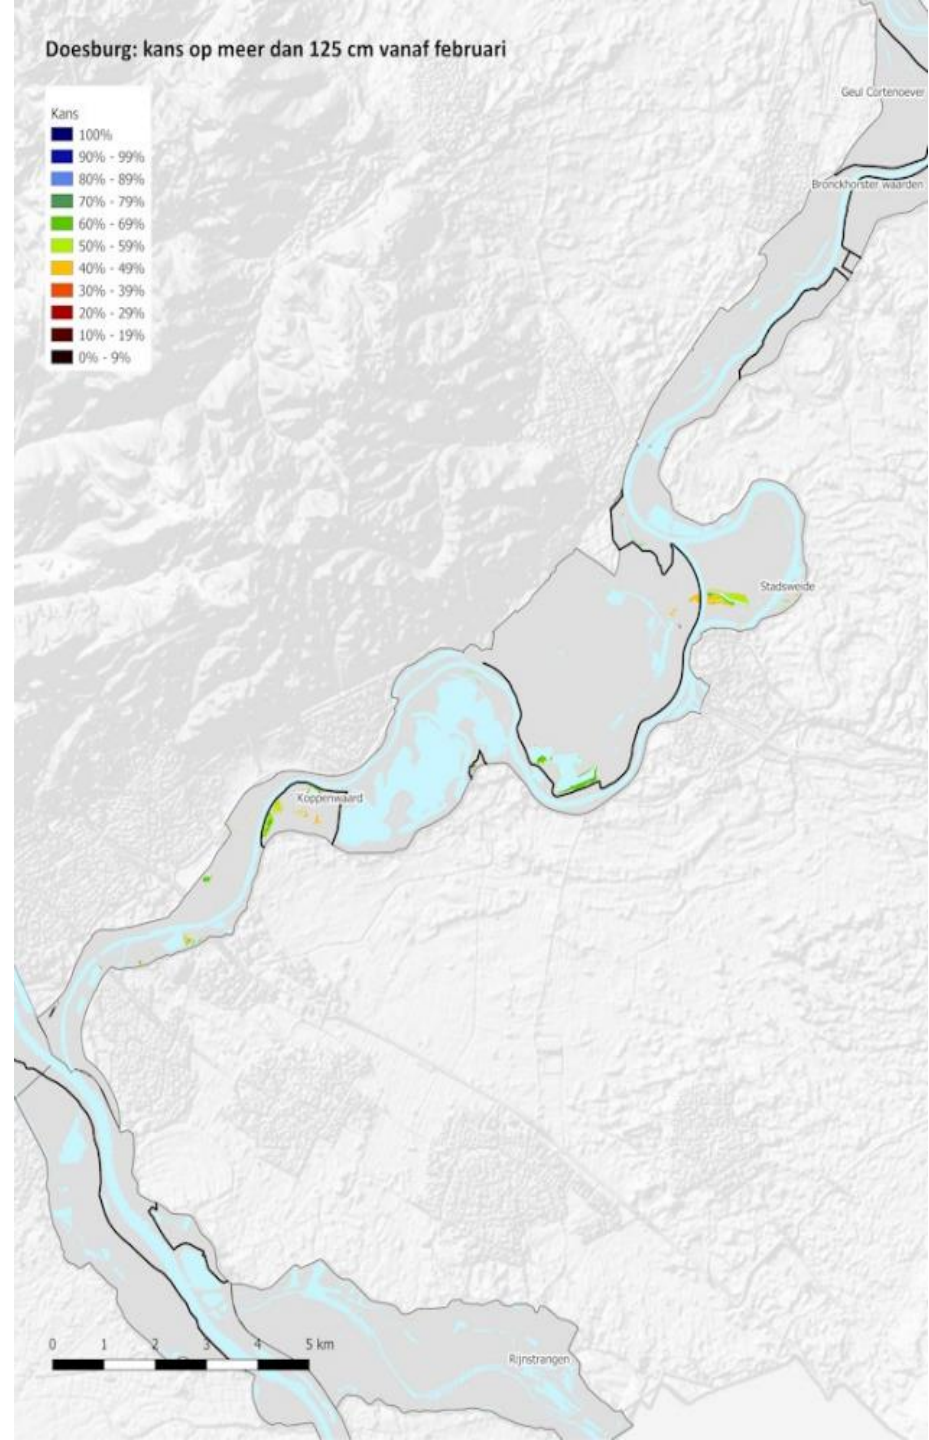 Doesburg: kans op meer dan 125 cm vanaf februari
Kans
100%
90% - 99%
80% - 89%
70% - 79%
60% - 69%
50% - 59%
40% - 49%
30% - 39%
20% - 29%
10% - 19%
0% - 9%
Geul Cortenoever
Bronckhorster waarden
Stadsweide
Koppenwaard
0 1 2 3 4 5 km
Rijnstrangen